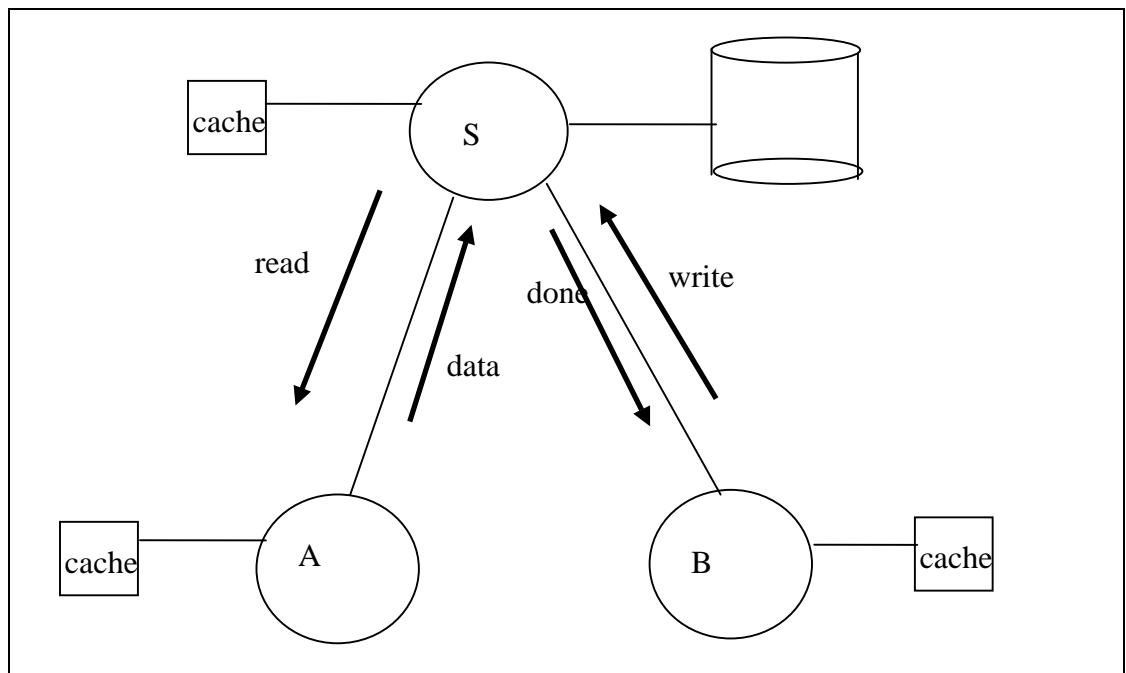 cache
S
read
done
write
data
A
B
cache
cache